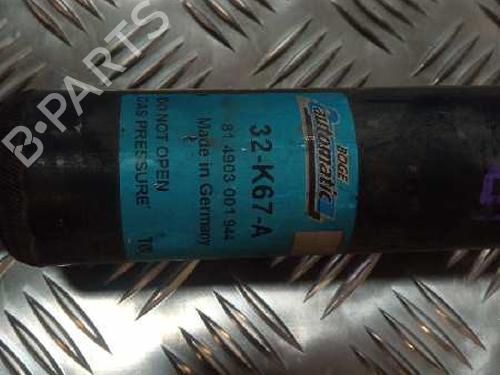 BOGE
automatic
32-K67-A
81 4903 001 944
Made in Germany
DO NOT OPEN
GAS PRESSURE
B-PARTS